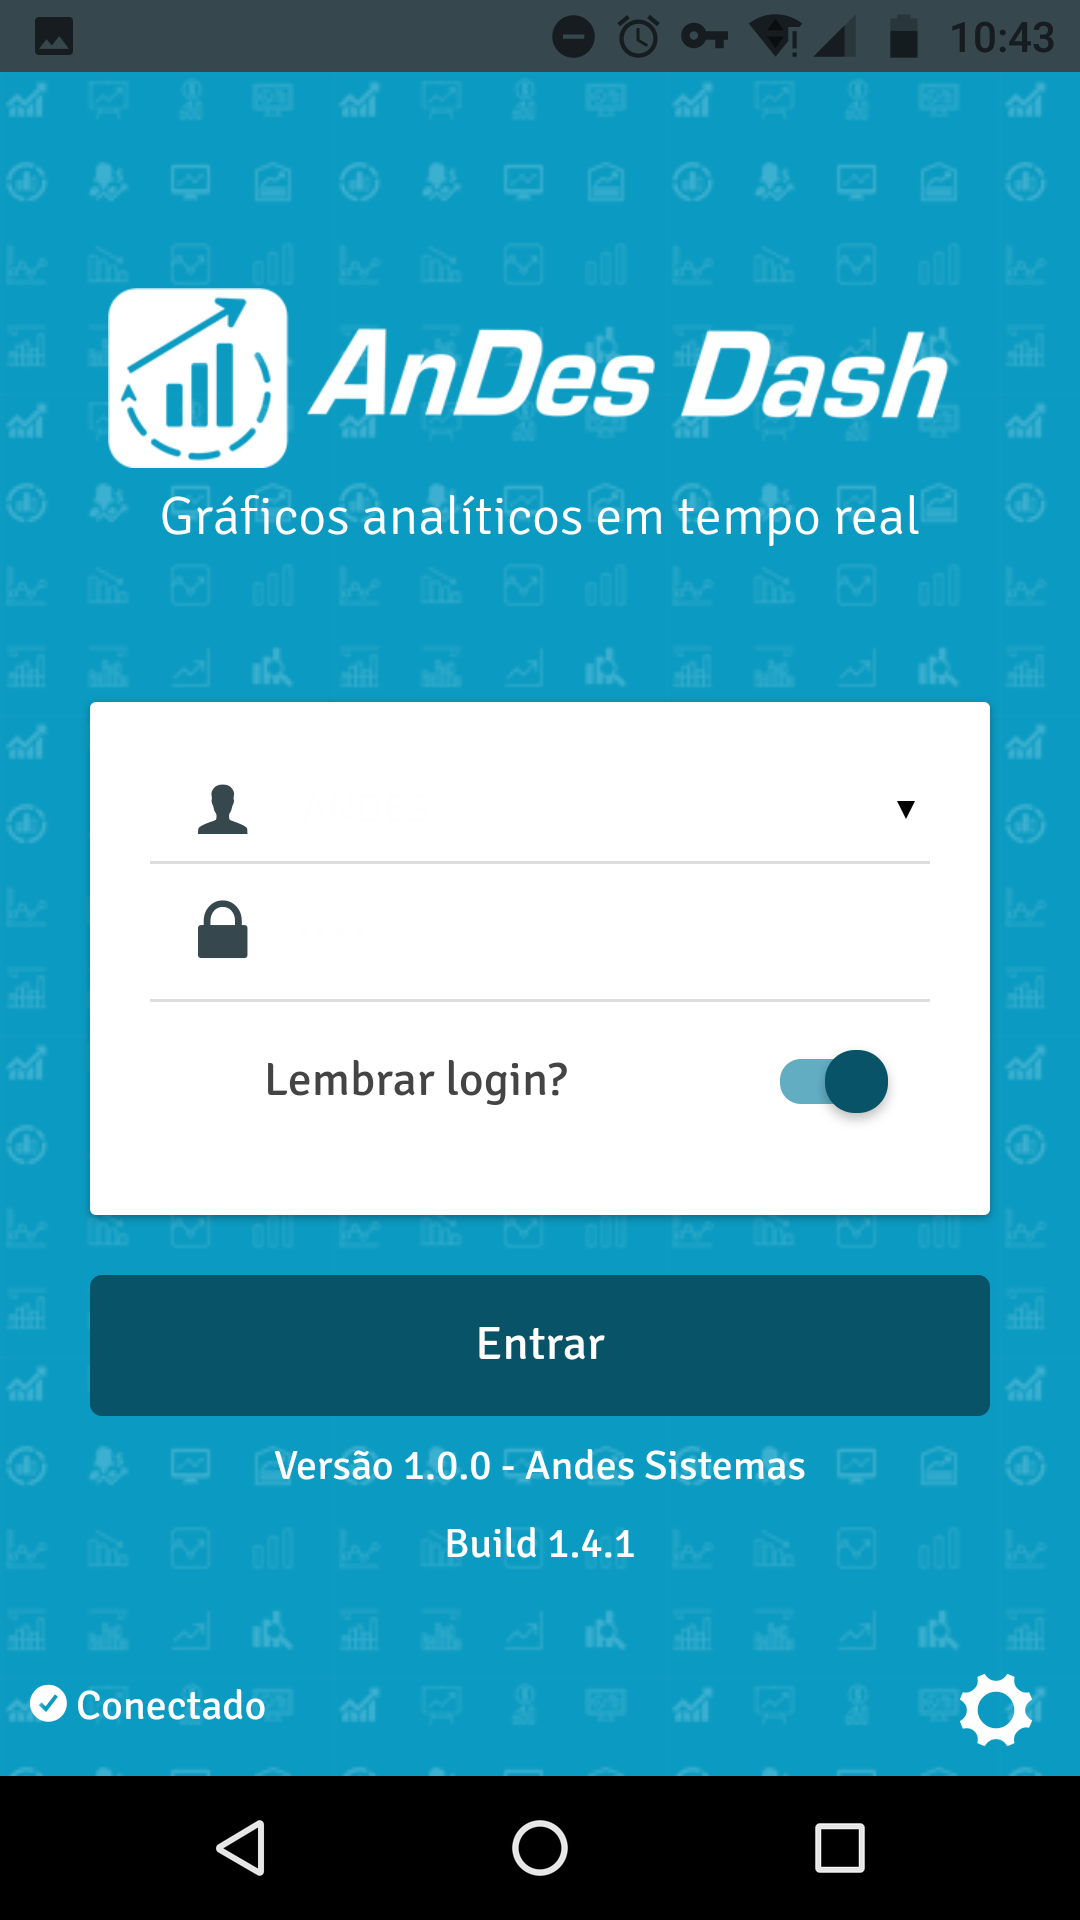 10:43
AnDes Dash
Gráficos analíticos em tempo real
Lembrar login?
Entrar
Versão 1.0.0 - Andes Sistemas
Build 1.4.1
Conectado